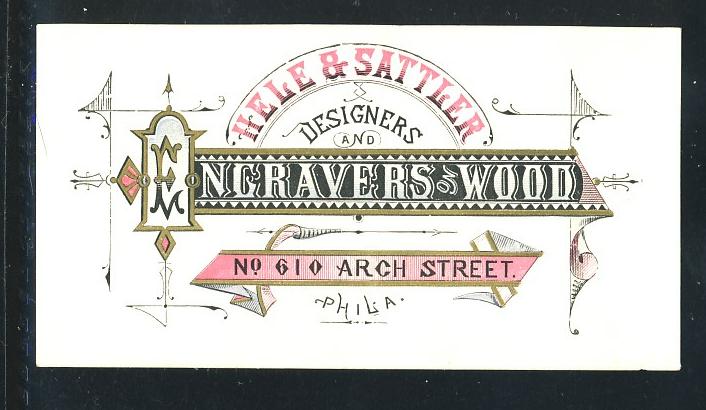 HELE & SATTLER
DESIGNERS
AND
ENGRAVERS ON WOOD
No 610 ARCH STREET.
PHILA.